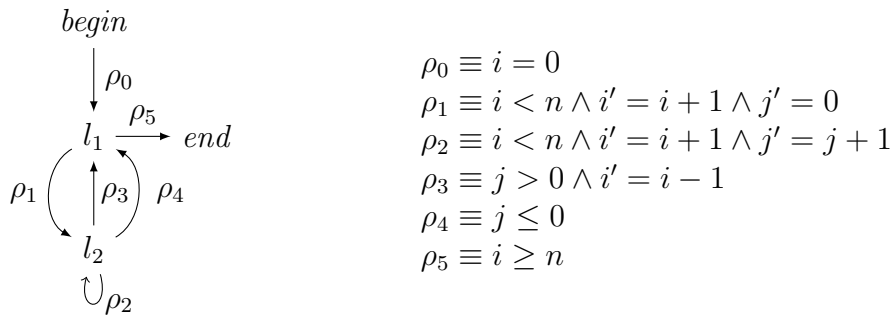 begin
ρ₀
ρ₅
l₁
end
ρ₁
ρ₃
ρ₄
l₂
ρ₂
ρ₀ ≡ i = 0
ρ₁ ≡ i < n ∧ i′ = i + 1 ∧ j′ = 0
ρ₂ ≡ i < n ∧ i′ = i + 1 ∧ j′ = j + 1
ρ₃ ≡ j > 0 ∧ i′ = i − 1
ρ₄ ≡ j ≤ 0
ρ₅ ≡ i ≥ n